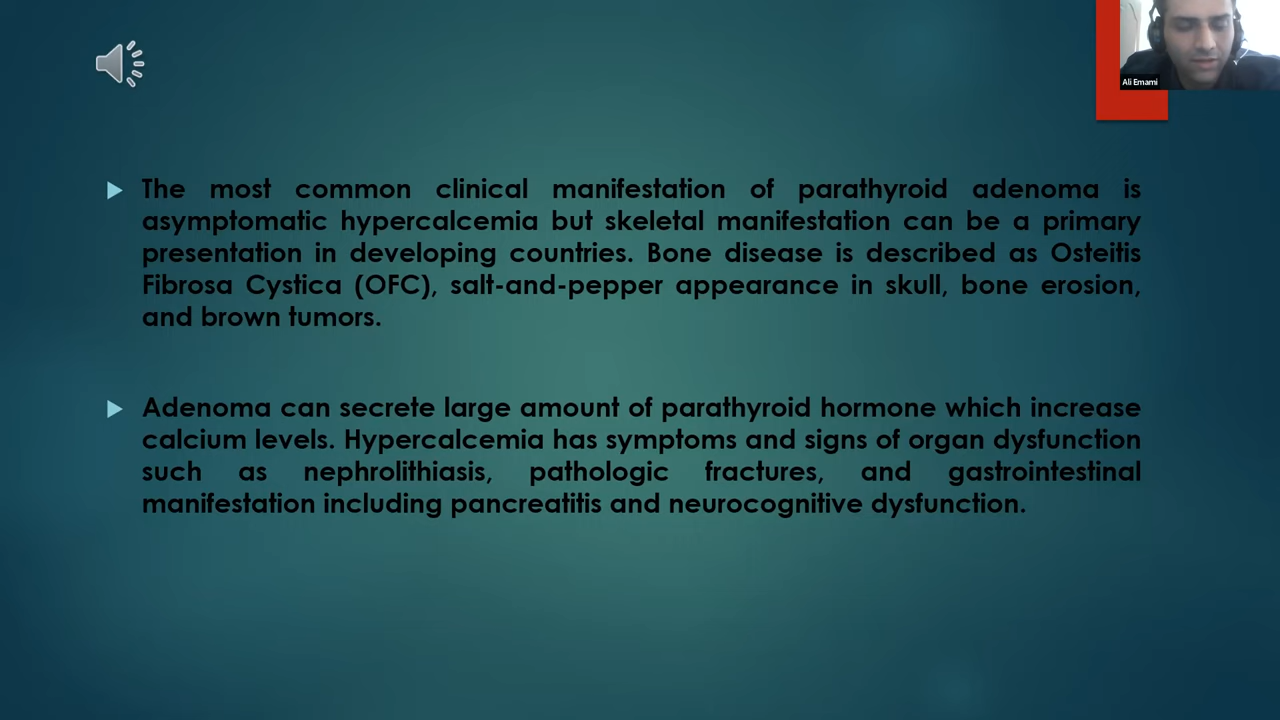 Ali Emami
The most common clinical manifestation of parathyroid adenoma is
asymptomatic hypercalcemia but skeletal manifestation can be a primary
presentation in developing countries. Bone disease is described as Osteitis
Fibrosa Cystica (OFC), salt-and-pepper appearance in skull, bone erosion,
and brown tumors.
Adenoma can secrete large amount of parathyroid hormone which increase
calcium levels. Hypercalcemia has symptoms and signs of organ dysfunction
such as nephrolithiasis, pathologic fractures, and gastrointestinal
manifestation including pancreatitis and neurocognitive dysfunction.